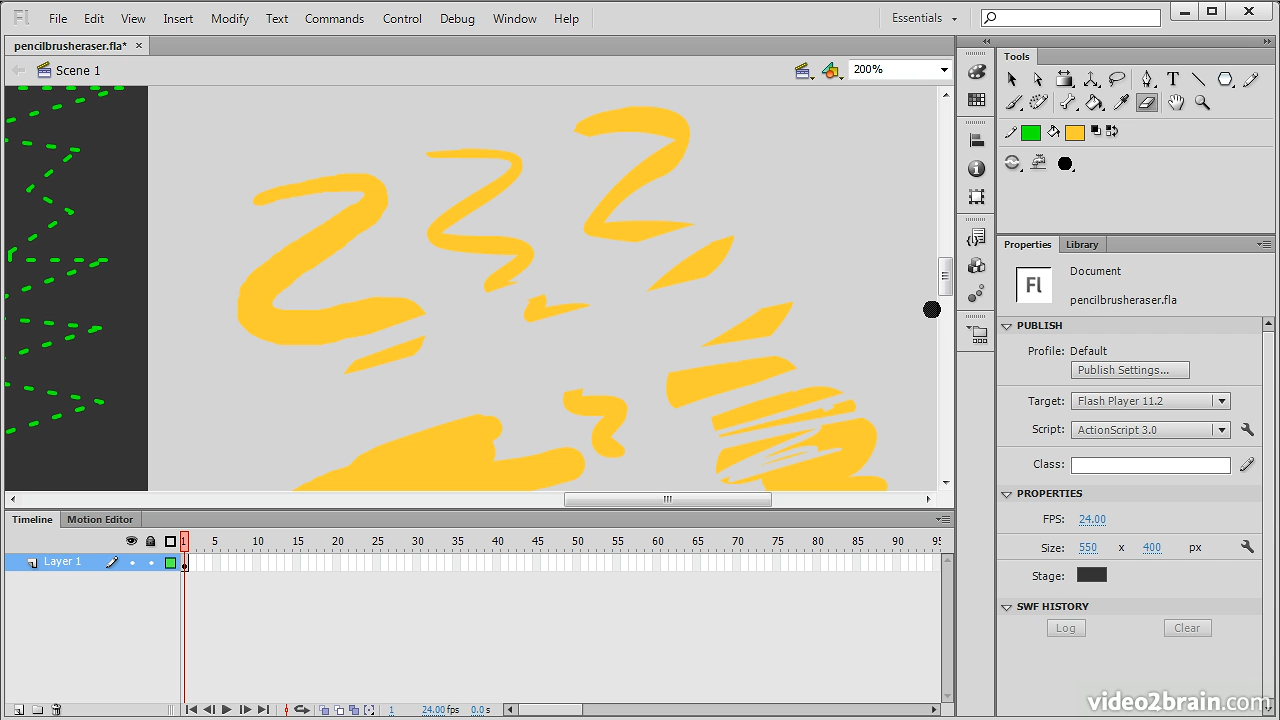 Fl File Edit View Insert Modify Text Commands Control Debug Window Help Essentials
pencilbrusheraser.fla* ×
Scene 1 200%
Tools
Properties Library
Fl Document
pencilbrusheraser.fla
PUBLISH
Profile: Default
Publish Settings...
Target: Flash Player 11.2
Script: ActionScript 3.0
Class:
PROPERTIES
FPS: 24.00
Size: 550 x 400 px
Stage:
SWF HISTORY
Log Clear
Timeline Motion Editor
1 5 10 15 20 25 30 35 40 45 50 55 60 65 70 75 80 85 90 95
Layer 1
1 24.00 fps 0.0 s
video2brain.com